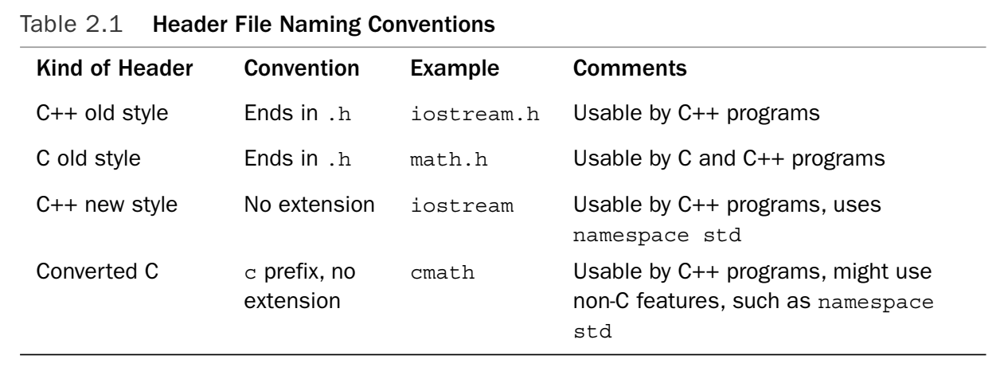 Table 2.1 Header File Naming Conventions
Kind of Header Convention Example Comments
C++ old style Ends in .h iostream.h Usable by C++ programs
C old style Ends in .h math.h Usable by C and C++ programs
C++ new style No extension iostream Usable by C++ programs, uses
namespace std
Converted C c prefix, no cmath Usable by C++ programs, might use
extension non-C features, such as namespace
std